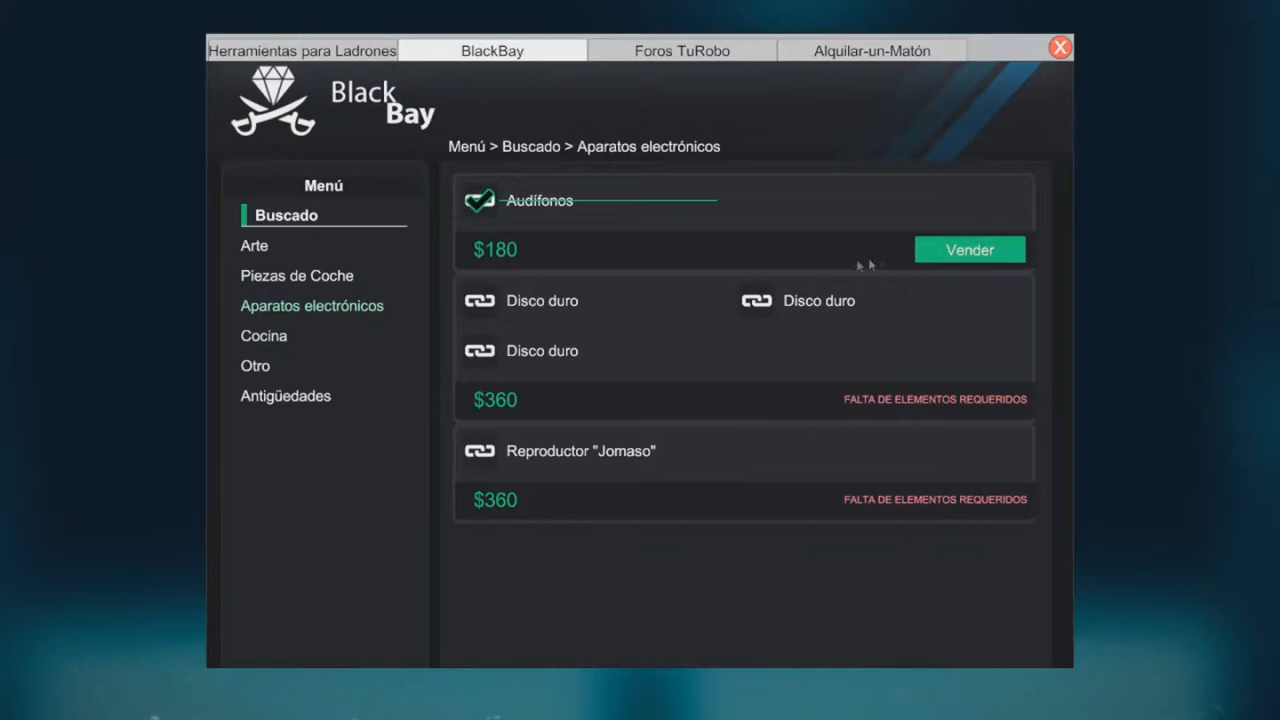 Herramientas para Ladrones
BlackBay
Foros TuRobo
Alquilar-un-Matón
X
Black
Bay
Menú > Buscado > Aparatos electrónicos
Menú
Buscado
Arte
Piezas de Coche
Aparatos electrónicos
Cocina
Otro
Antigüedades
Audífonos
$180
Vender
Disco duro
Disco duro
Disco duro
$360
FALTA DE ELEMENTOS REQUERIDOS
Reproductor "Jomaso"
$360
FALTA DE ELEMENTOS REQUERIDOS